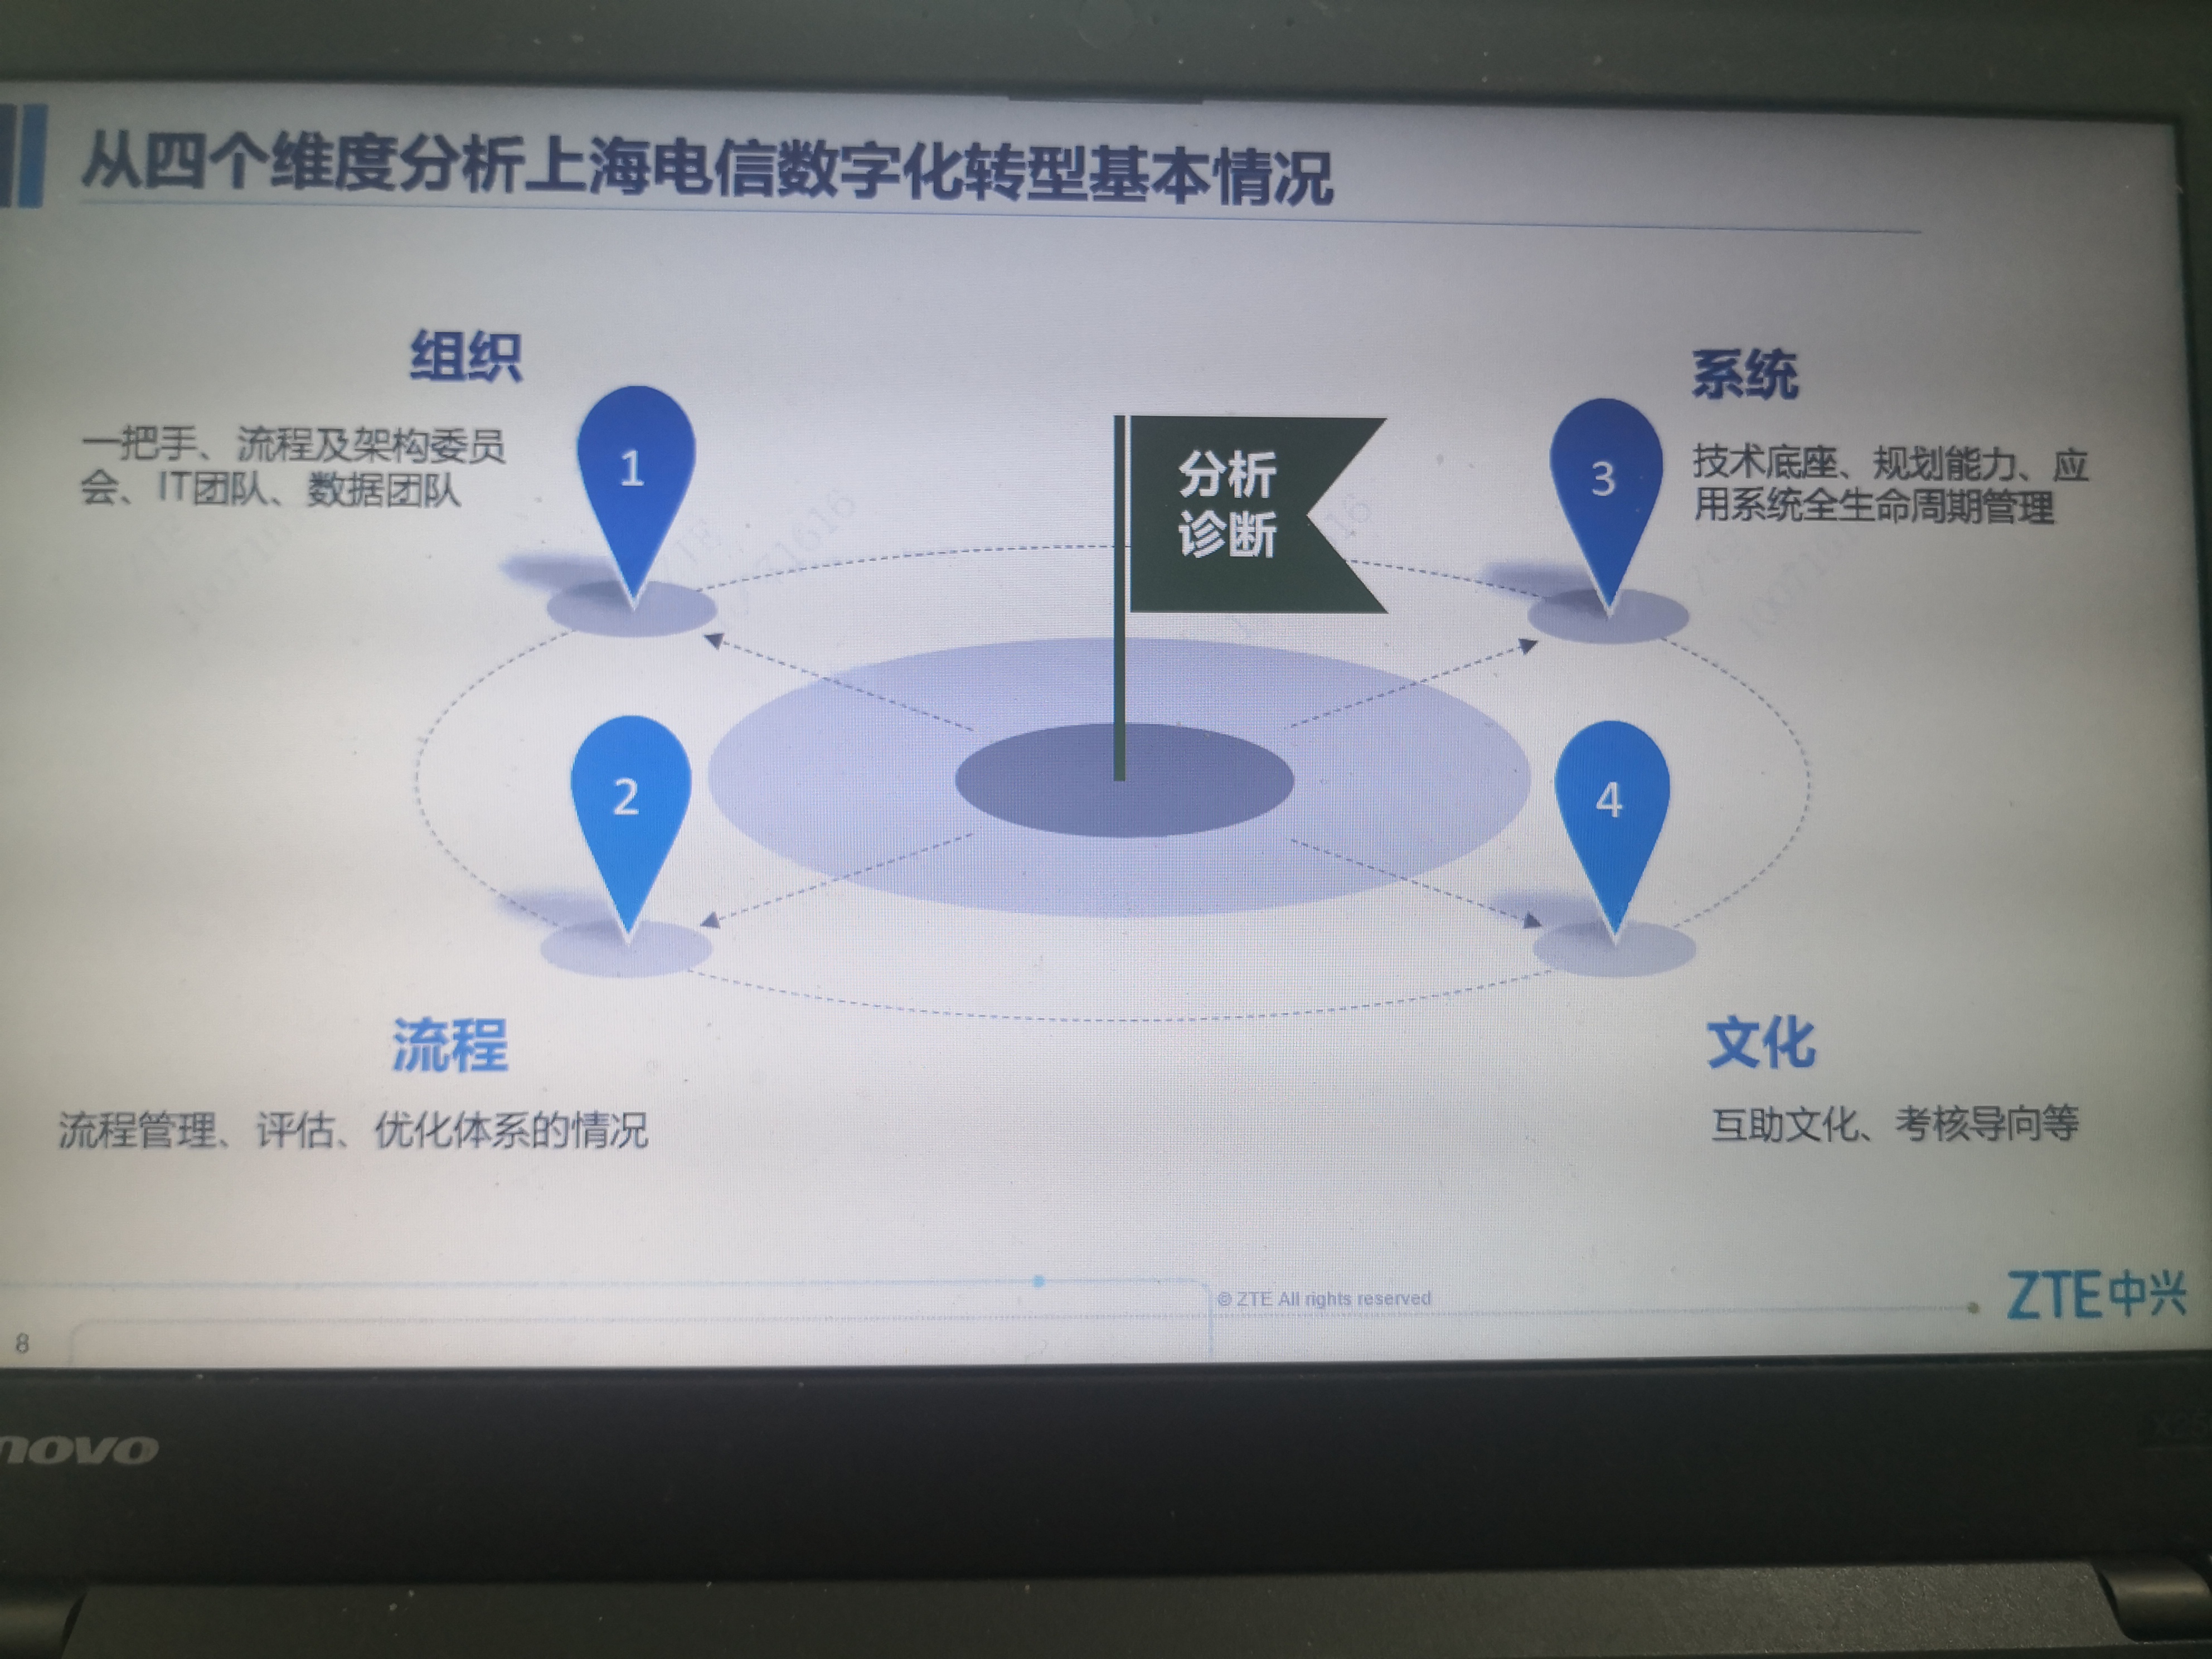 从四个维度分析上海电信数字化转型基本情况
组织
一把手、流程及架构委员
会、IT团队、数据团队
1
分析
诊断
系统
技术底座、规划能力、应
用系统全生命周期管理
3
2
4
流程
流程管理、评估、优化体系的情况
文化
互助文化、考核导向等
© ZTE All rights reserved
ZTE中兴
8
novo